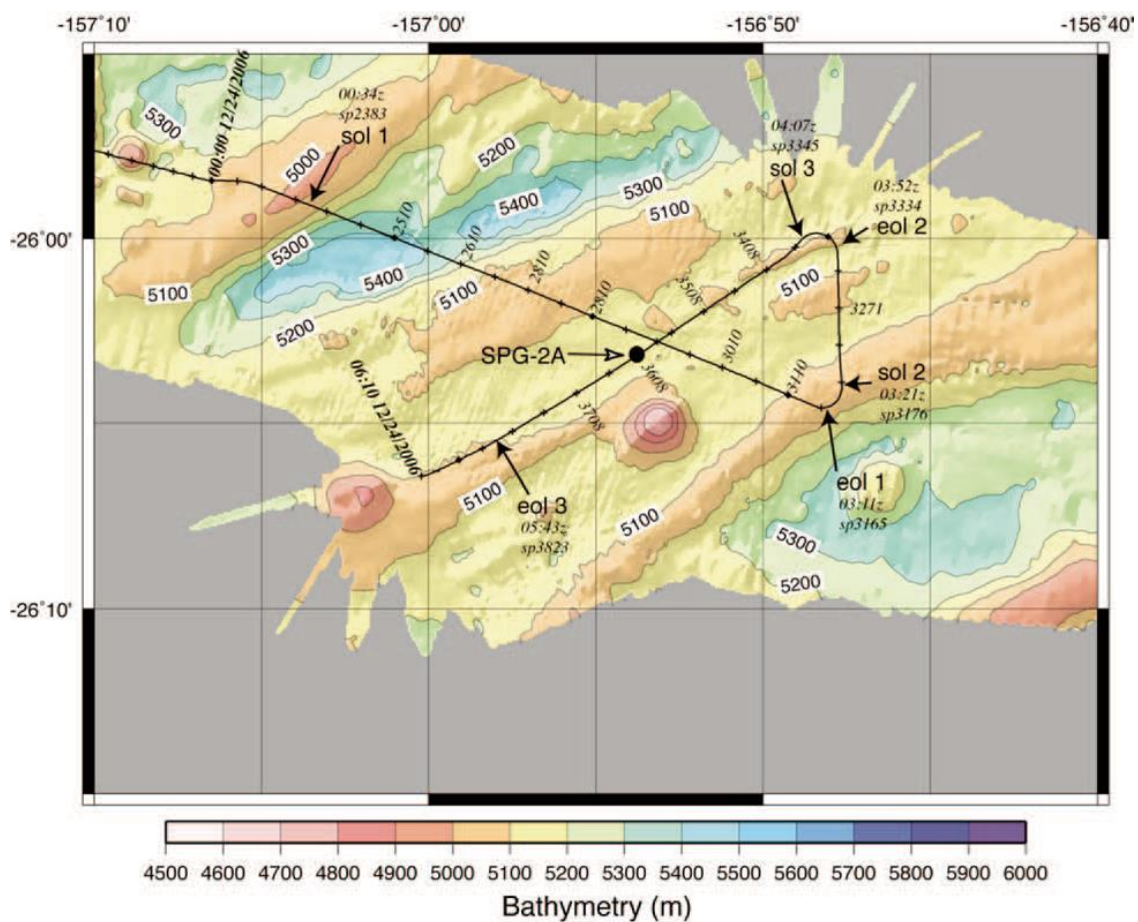 -157˚10'
-157˚00'
-156˚50'
-156˚40'
00:00 12/24/2006
00:34z
sp2383
sol 1
5300
5000
5200
04:07z
sp3345
sol 3
03:52z
sp3334
eol 2
5300
5400
5100
-26˚00'
2510
2610
2810
2810
5300
5400
5100
5200
5100
3408
3508
5100
3271
SPG-2A
3010
3110
3608
3708
sol 2
03:21z
sp3176
06:10 12/24/2006
eol 1
03:11z
sp3165
5100
eol 3
05:43z
sp3823
5100
5300
5200
-26˚10'
4500 4600 4700 4800 4900 5000 5100 5200 5300 5400 5500 5600 5700 5800 5900 6000
Bathymetry (m)